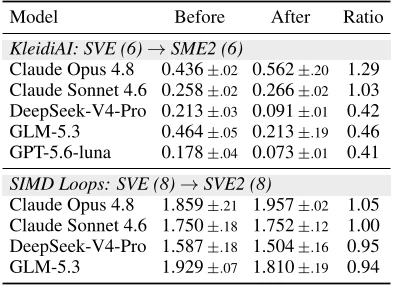 Model Before After Ratio
KleidiAI: SVE (6) → SME2 (6)
Claude Opus 4.8 0.436 ±.02 0.562 ±.20 1.29
Claude Sonnet 4.6 0.258 ±.02 0.266 ±.02 1.03
DeepSeek-V4-Pro 0.213 ±.03 0.091 ±.01 0.42
GLM-5.3 0.464 ±.05 0.213 ±.19 0.46
GPT-5.6-luna 0.178 ±.04 0.073 ±.01 0.41
SIMD Loops: SVE (8) → SVE2 (8)
Claude Opus 4.8 1.859 ±.21 1.957 ±.02 1.05
Claude Sonnet 4.6 1.750 ±.18 1.752 ±.12 1.00
DeepSeek-V4-Pro 1.587 ±.18 1.504 ±.16 0.95
GLM-5.3 1.929 ±.07 1.810 ±.19 0.94